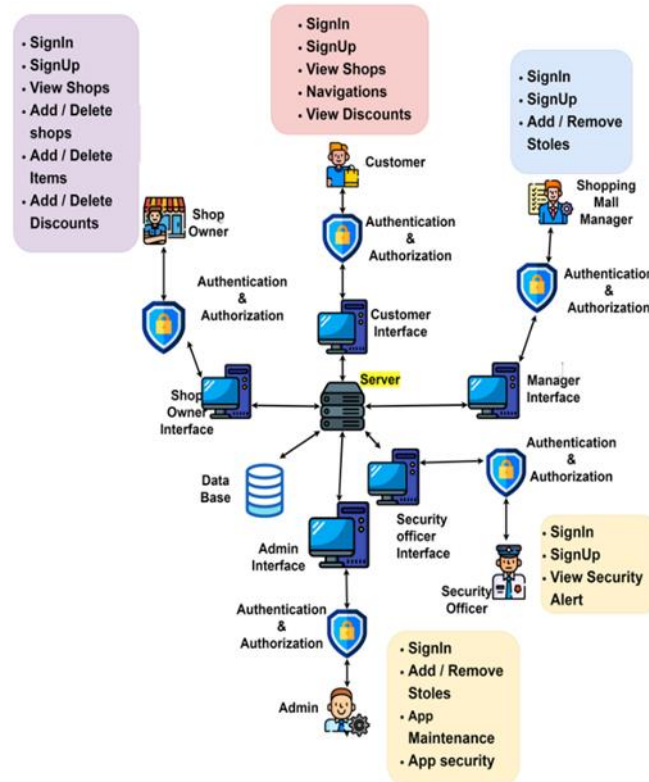 • SignIn
• SignUp
• View Shops
• Add / Delete
shops
• Add / Delete
Items
• Add / Delete
Discounts
Shop
Owner
• SignIn
• SignUp
• View Shops
• Navigations
• View Discounts
Customer
• SignIn
• SignUp
• Add / Remove
Stoles
Shopping
Mall
Manager
Authentication
&
Authorization
Authentication
&
Authorization
Authentication
&
Authorization
Customer
Interface
Shop
Owner
Interface
Server
Manager
Interface
Data
Base
Security
officer
Interface
Authentication
&
Authorization
Admin
Interface
• SignIn
• SignUp
• View Security
Alert
Security
Officer
Authentication
&
Authorization
Admin
• SignIn
• Add / Remove
Stoles
• App
Maintenance
• App security